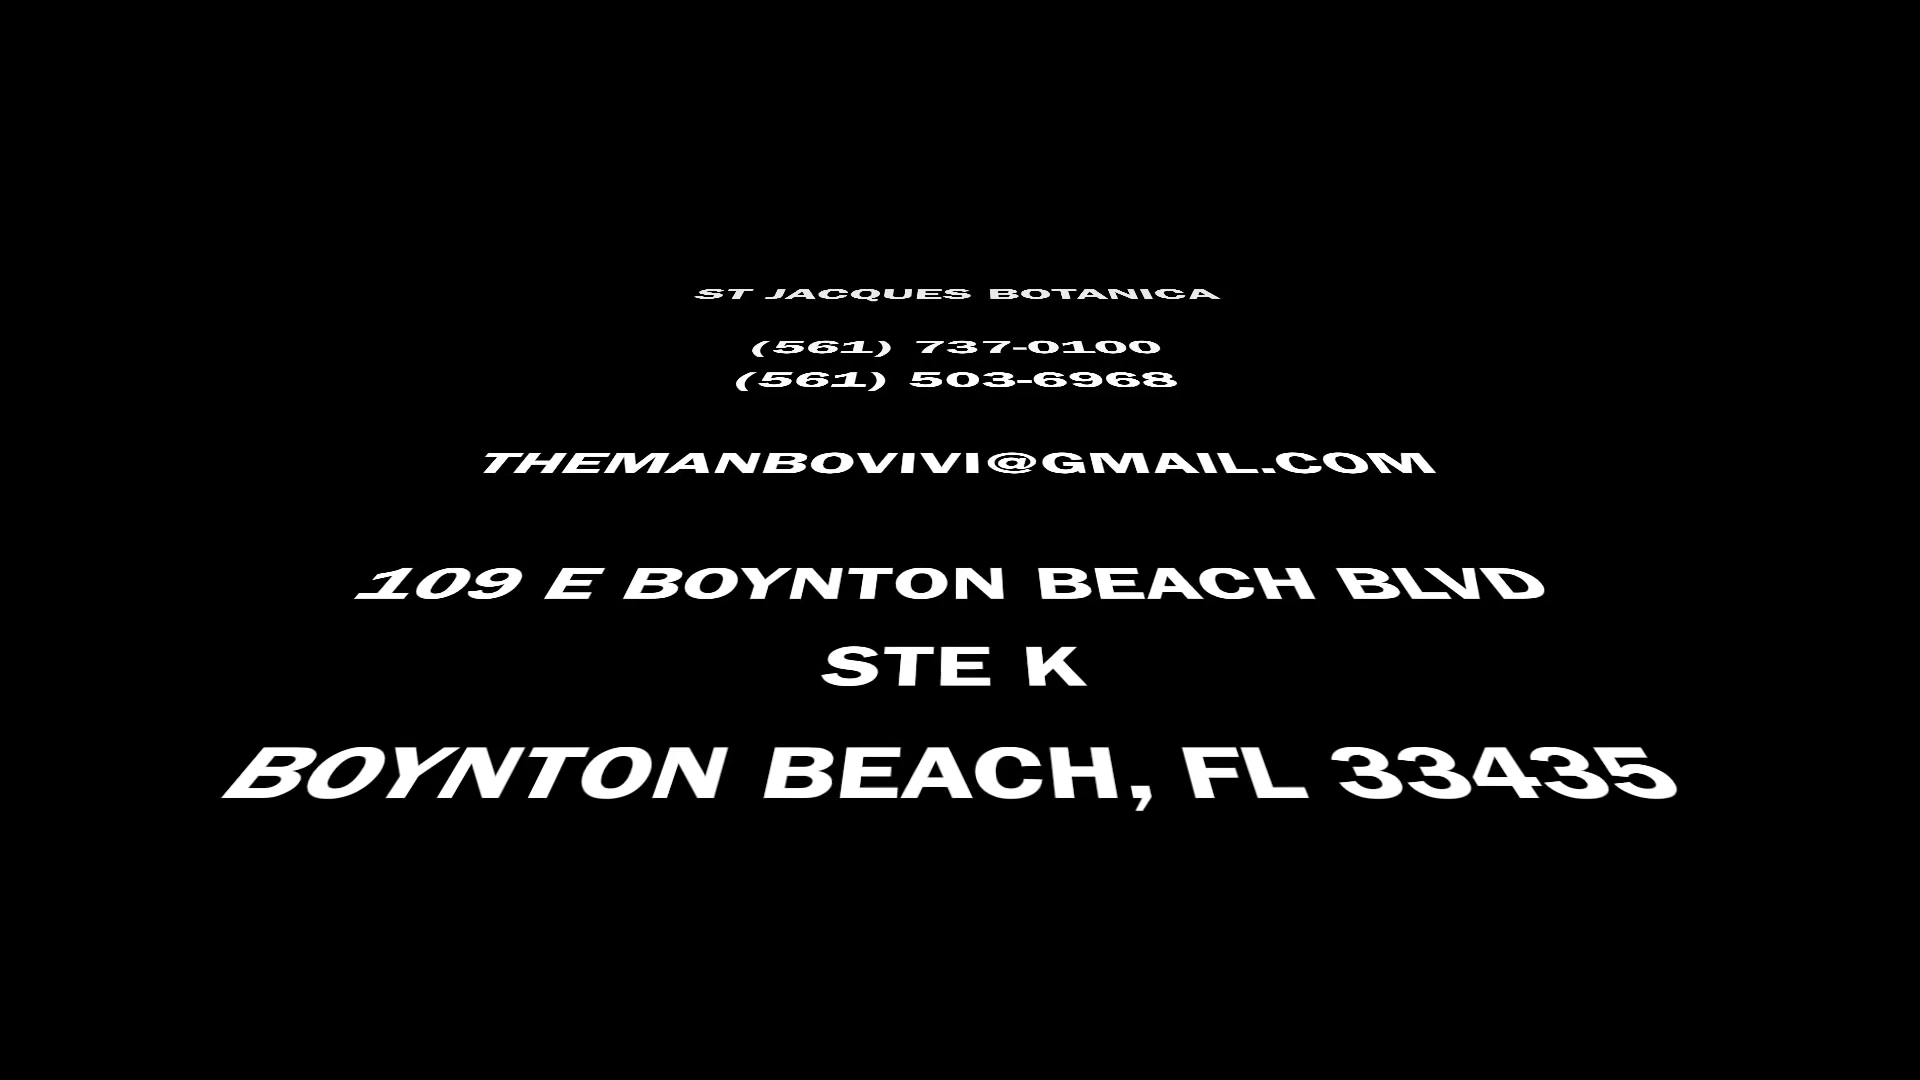 ST JACQUES BOTANICA
(561) 737-0100
(561) 503-6968
THEMANBOVIVI@GMAIL.COM
109 E BOYNTON BEACH BLVD
STE K
BOYNTON BEACH, FL 33435